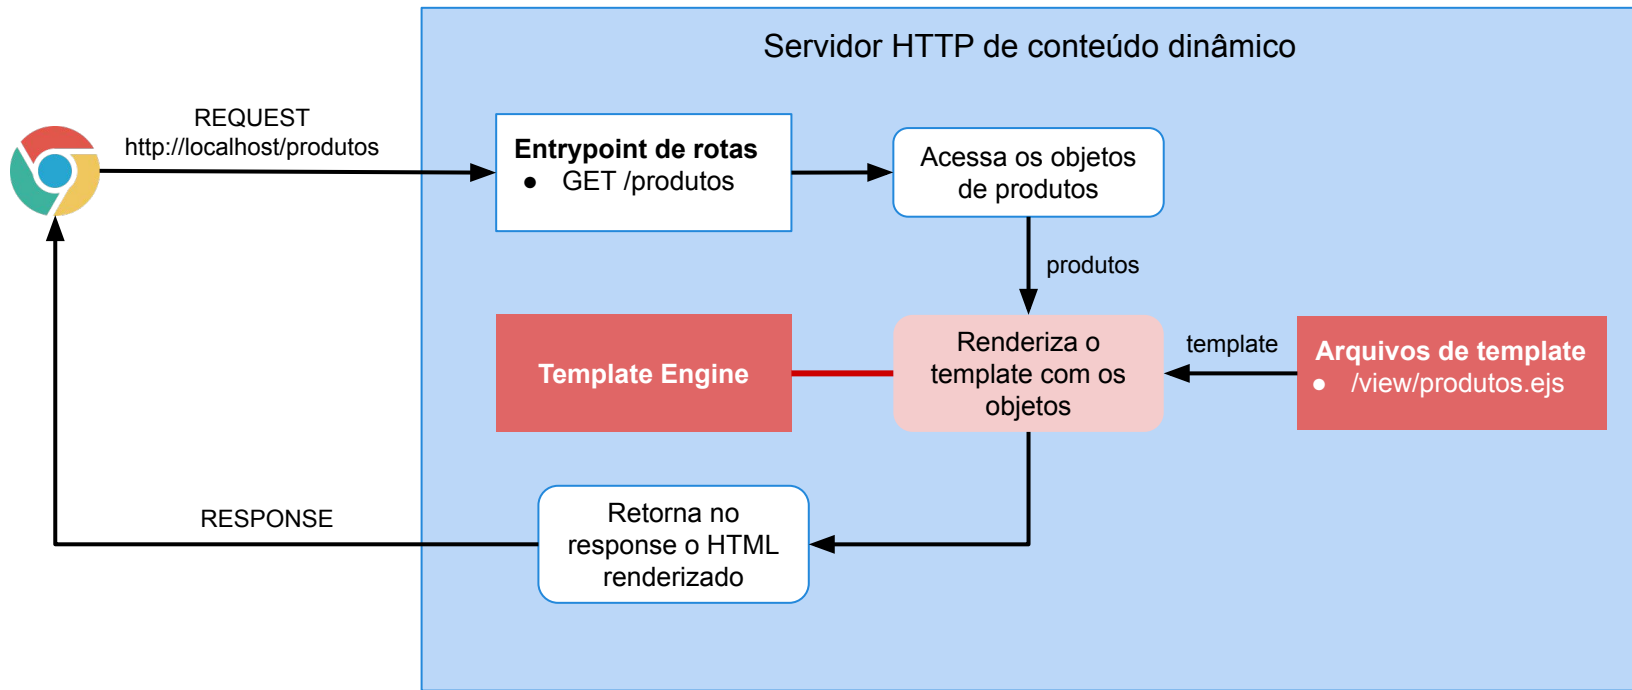 Servidor HTTP de conteúdo dinâmico
REQUEST
http://localhost/produtos
Entrypoint de rotas
● GET /produtos
Acessa os objetos
de produtos
produtos
Template Engine
Renderiza o
template com os
objetos
template
Arquivos de template
● /view/produtos.ejs
RESPONSE
Retorna no
response o HTML
renderizado